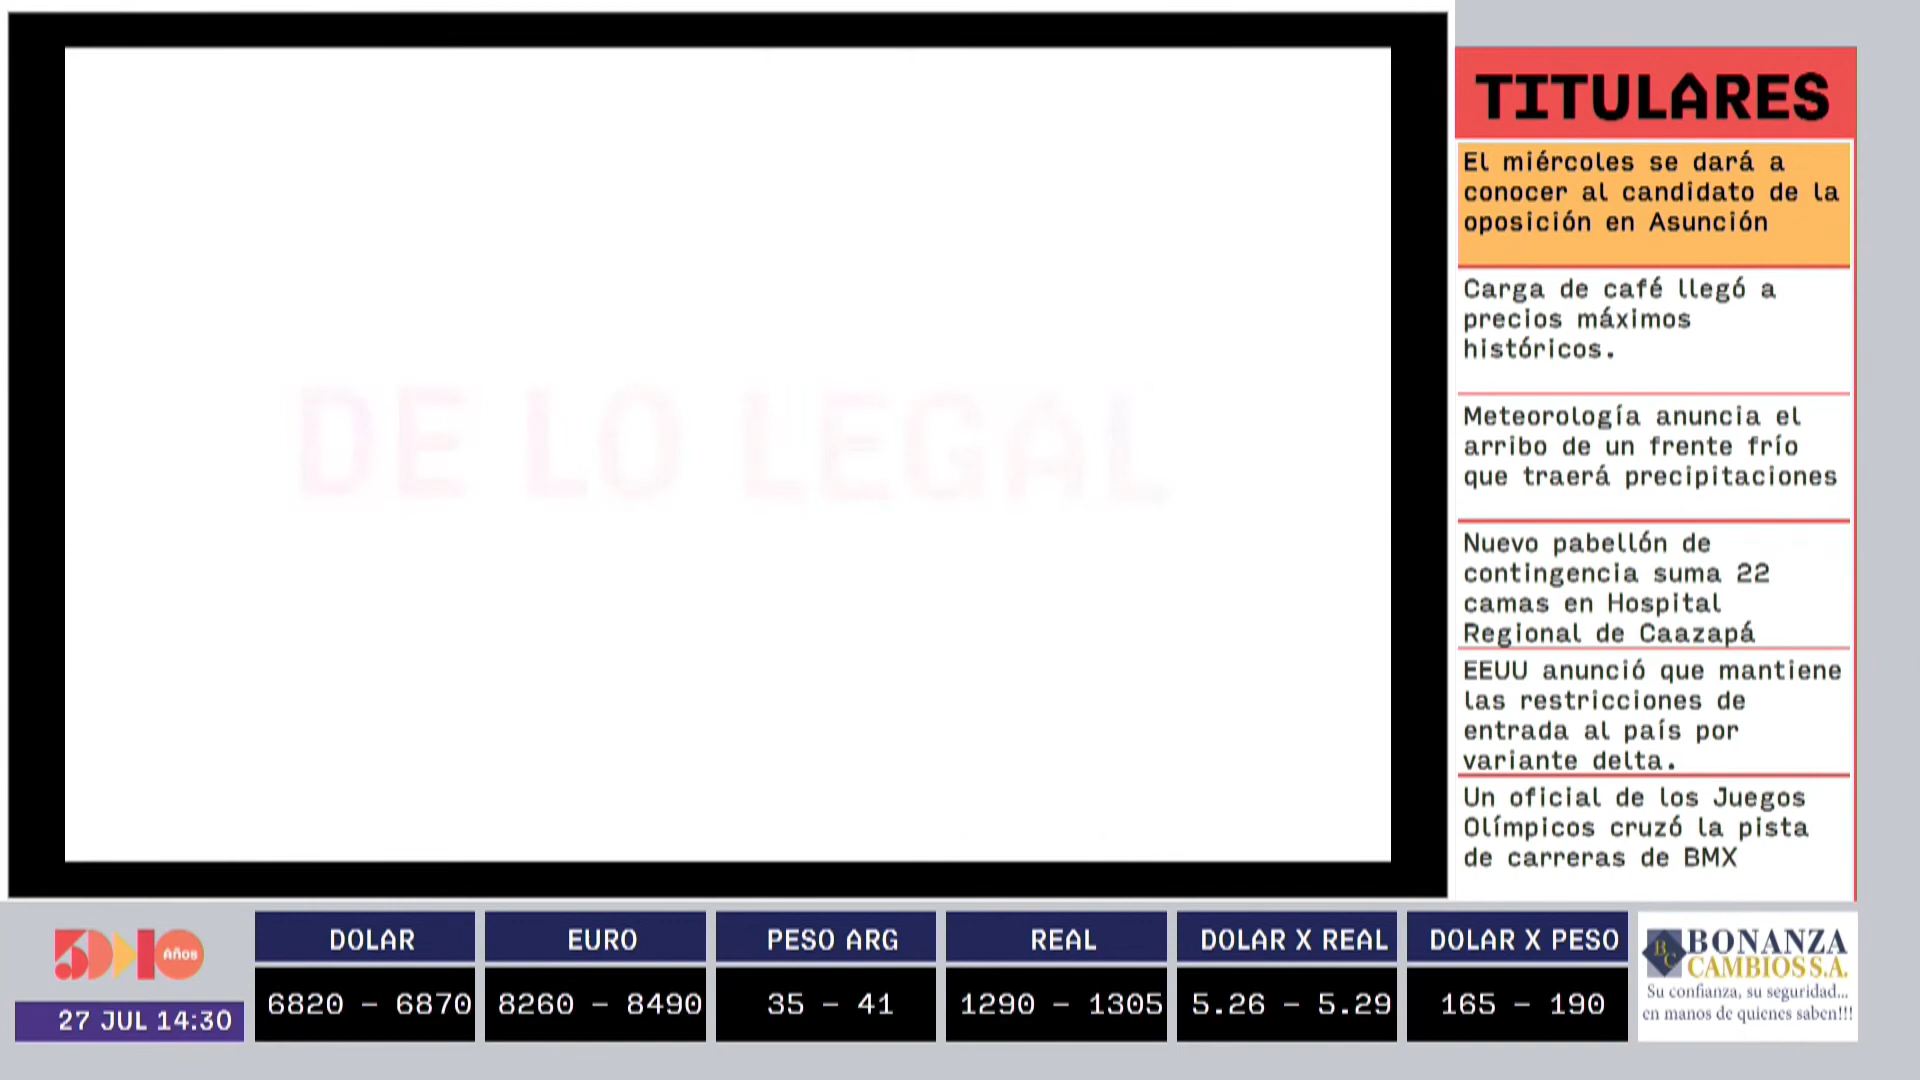 DE LO LEGAL
TITULARES
El miércoles se dará a
conocer al candidato de la
oposición en Asunción
Carga de café llegó a
precios máximos
históricos.
Meteorología anuncia el
arribo de un frente frío
que traerá precipitaciones
Nuevo pabellón de
contingencia suma 22
camas en Hospital
Regional de Caazapá
EEUU anunció que mantiene
las restricciones de
entrada al país por
variante delta.
Un oficial de los Juegos
Olímpicos cruzó la pista
de carreras de BMX
Años
27 JUL 14:30
DOLAR
6820 - 6870
EURO
8260 - 8490
PESO ARG
35 - 41
REAL
1290 - 1305
DOLAR X REAL
5.26 - 5.29
DOLAR X PESO
165 - 190
BC
BONANZA
CAMBIOS S.A.
Su confianza, su seguridad...
en manos de quienes saben!!!